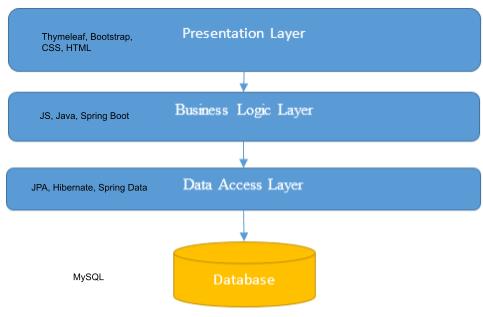 Thymeleaf, Bootstrap,
CSS, HTML
Presentation Layer
JS, Java, Spring Boot
Business Logic Layer
JPA, Hibernate, Spring Data
Data Access Layer
MySQL
Database